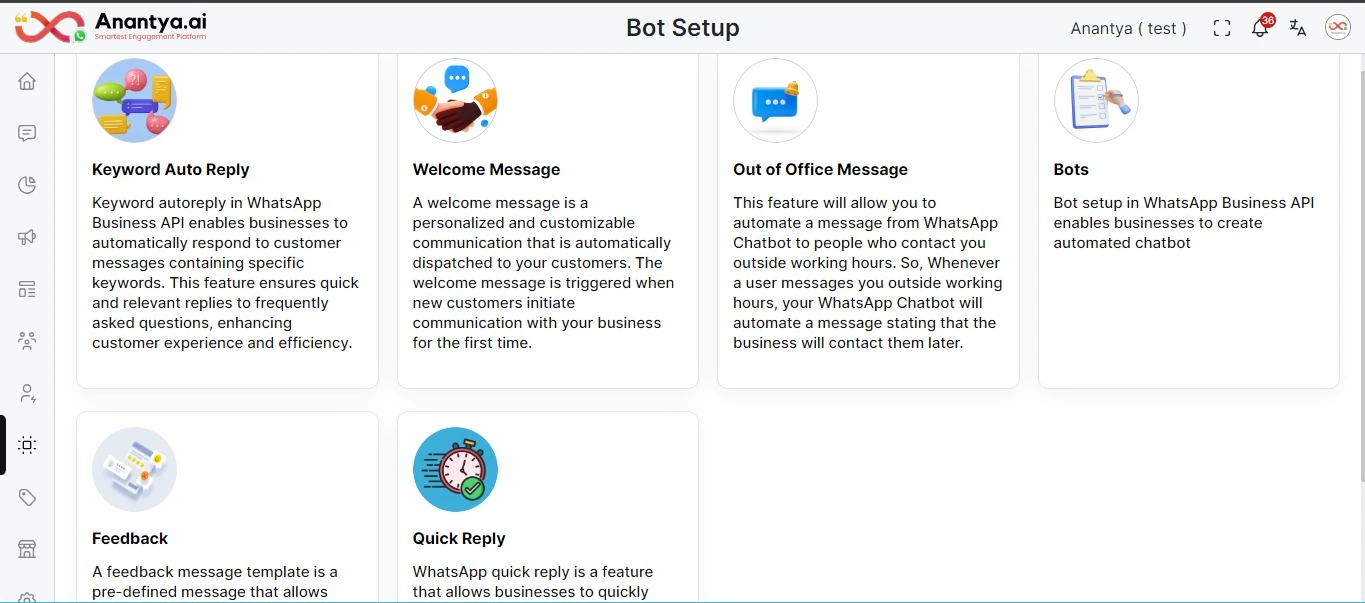 Anantya.ai
Smartest Engagement Platform
Bot Setup
Anantya ( test )
36
Keyword Auto Reply
Keyword autoreply in WhatsApp
Business API enables businesses to
automatically respond to customer
messages containing specific
keywords. This feature ensures quick
and relevant replies to frequently
asked questions, enhancing
customer experience and efficiency.
Welcome Message
A welcome message is a
personalized and customizable
communication that is automatically
dispatched to your customers. The
welcome message is triggered when
new customers initiate
communication with your business
for the first time.
Out of Office Message
This feature will allow you to
automate a message from WhatsApp
Chatbot to people who contact you
outside working hours. So, Whenever
a user messages you outside working
hours, your WhatsApp Chatbot will
automate a message stating that the
business will contact them later.
Bots
Bot setup in WhatsApp Business API
enables businesses to create
automated chatbot
Feedback
A feedback message template is a
pre-defined message that allows
Quick Reply
WhatsApp quick reply is a feature
that allows businesses to quickly